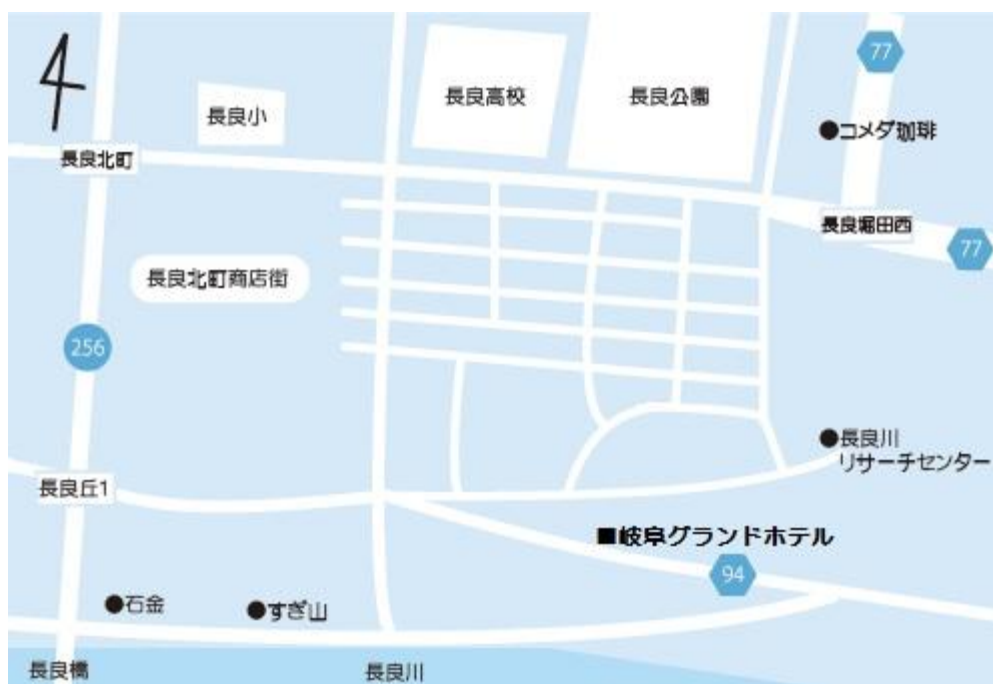 77
長良高校
長良公園
長良小
●コメダ珈琲
長良北町
長良堀田西
77
長良北町商店街
256
●長良川
リサーチセンター
長良丘1
■岐阜グランドホテル
94
●石金
●すぎ山
長良橋
長良川